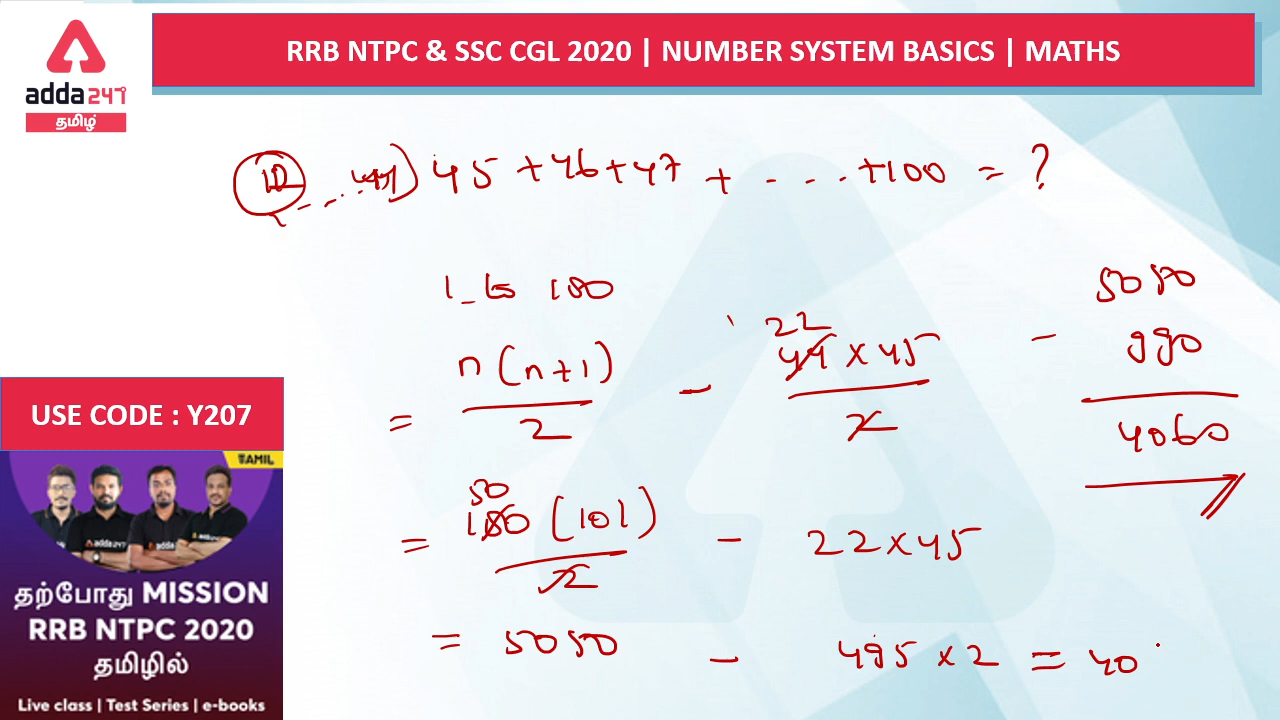 RRB NTPC & SSC CGL 2020 | NUMBER SYSTEM BASICS | MATHS
adda247
தமிழ்
45 + 46 + 47 + . . . . + 100 = ?
1 to 100
= n(n+1) / 2 - 44 × 45 / 2
22
= 100 (101) / 2 - 22 × 45
50
= 5050 - 495 × 2 = 40
5050
- 990
4060
USE CODE : Y207
TAMIL
தற்போது MISSION
RRB NTPC 2020
தமிழில்
Live class | Test Series | e-books